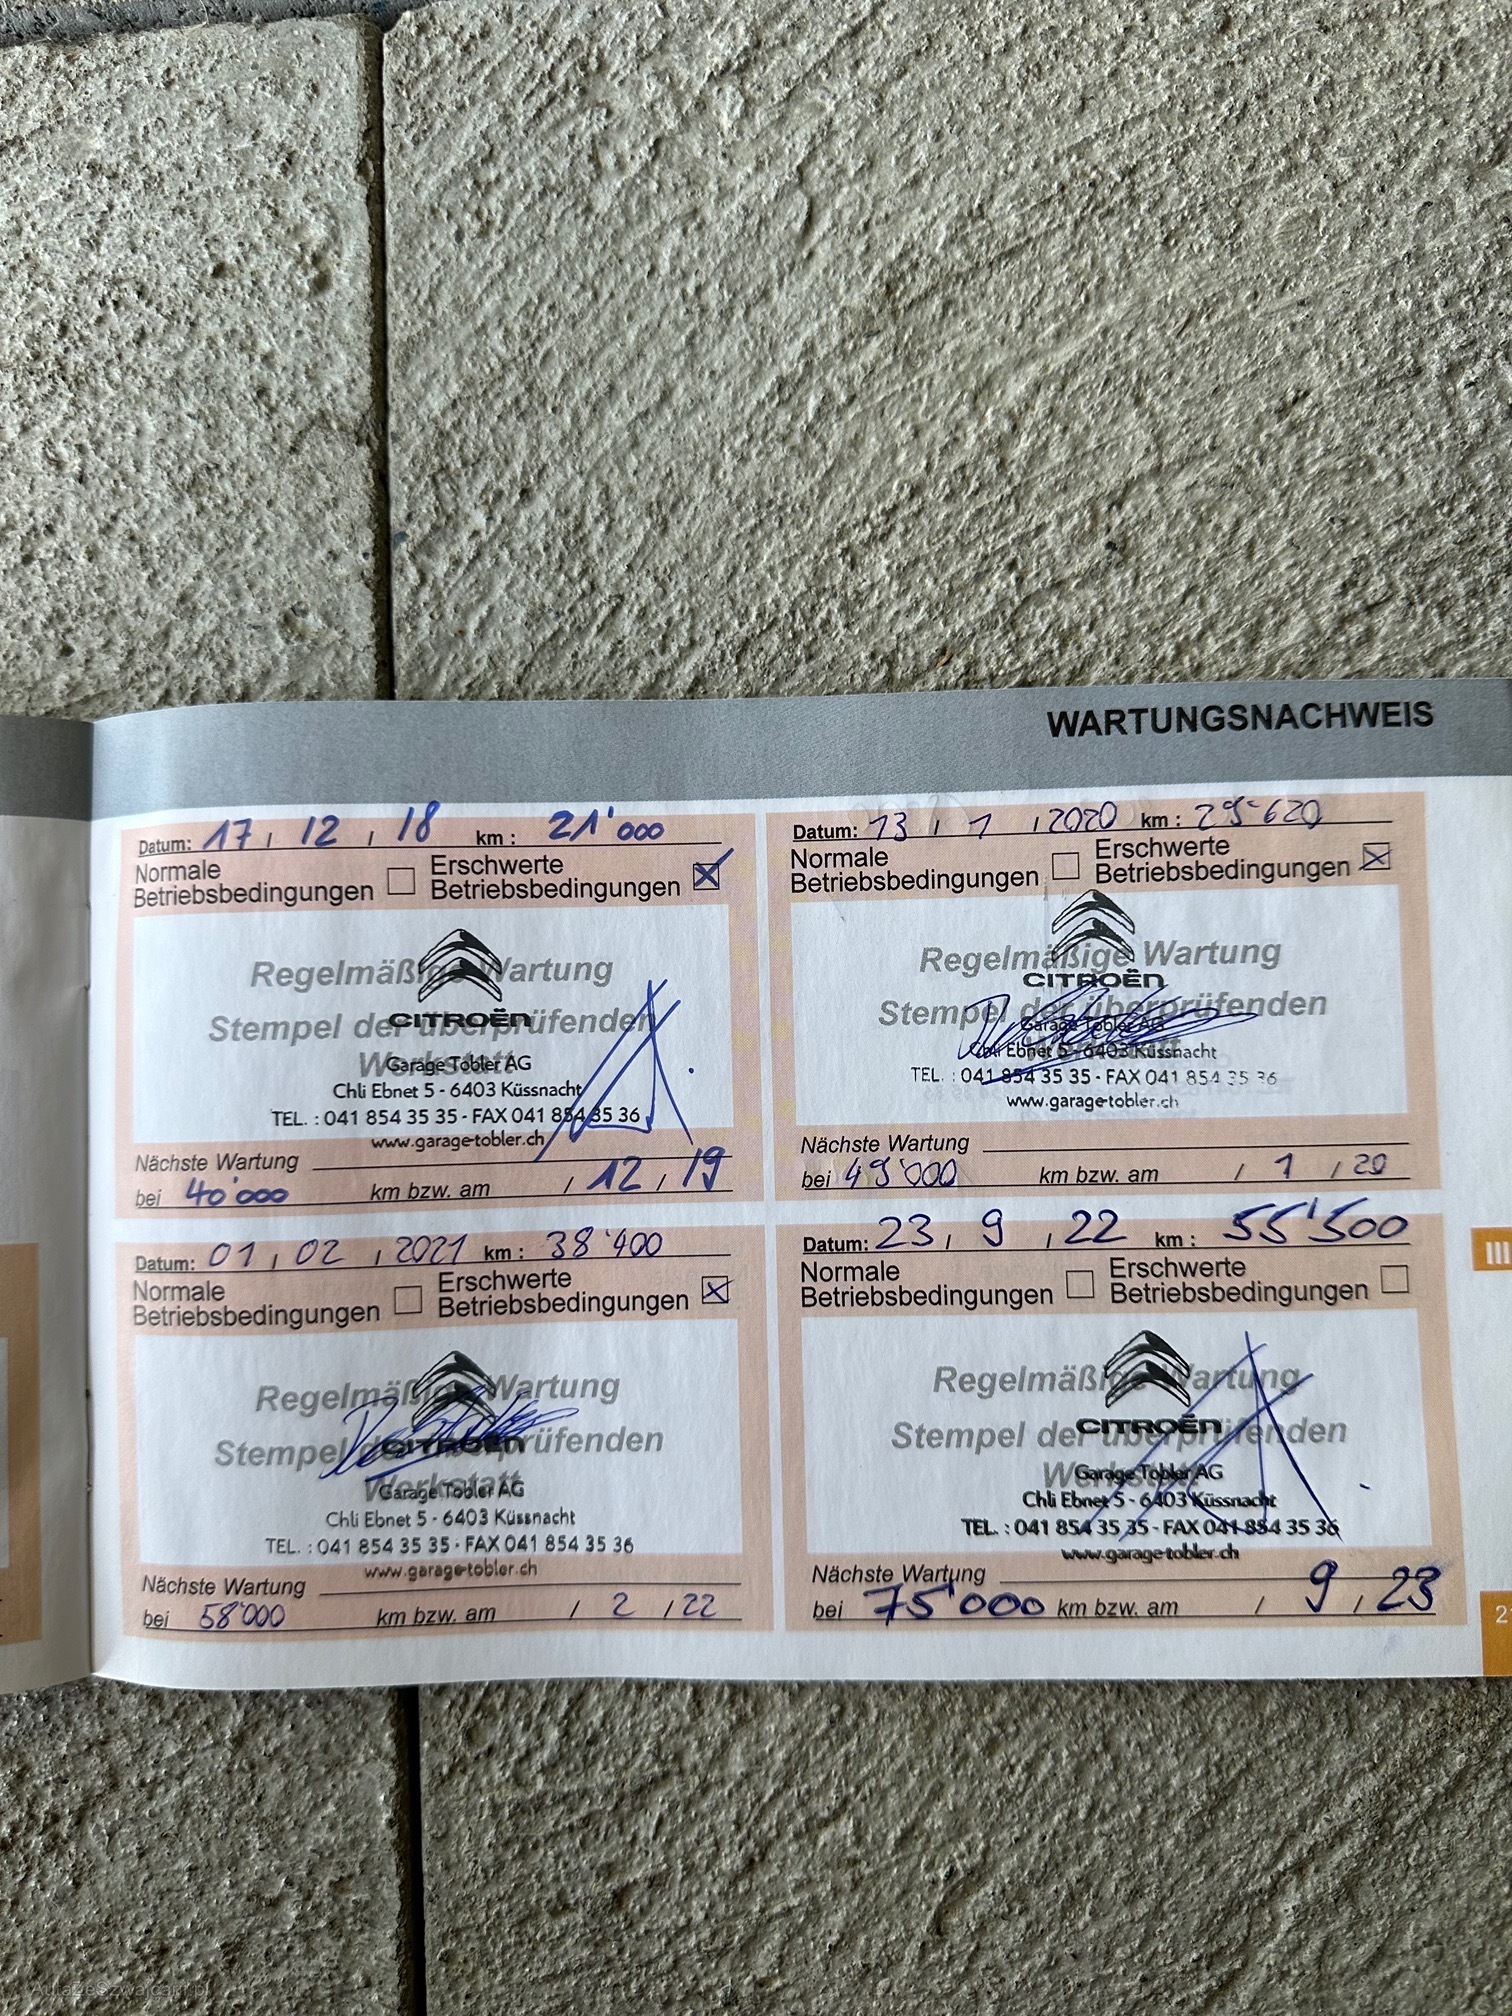 WARTUNGSNACHWEIS
Datum: 17 / 12 / 18 km : 21'000
Normale Betriebsbedingungen Erschwerte Betriebsbedingungen
Regelmäßige Wartung
Stempel der überprüfenden
Werkstatt
CITROËN
Garage Tobler AG
Chli Ebnet 5 - 6403 Küssnacht
TEL. : 041 854 35 35 - FAX 041 854 35 36
www.garage-tobler.ch
Nächste Wartung
bei 40'000 km bzw. am / 12 / 19
Datum: 13 / 1 / 2020 km : 29'620
Normale Betriebsbedingungen Erschwerte Betriebsbedingungen
Regelmäßige Wartung
CITROËN
Stempel der überprüfenden
Garage Tobler AG
Chli Ebnet 5 - 6403 Küssnacht
TEL. : 041 854 35 35 - FAX 041 854 35 36
www.garage-tobler.ch
Nächste Wartung
bei 49'000 km bzw. am / 1 / 20
Datum: 01 / 02 / 2021 km : 38'400
Normale Betriebsbedingungen Erschwerte Betriebsbedingungen
Regelmäßige Wartung
Stempel der überprüfenden
Werkstatt
CITROËN
Garage Tobler AG
Chli Ebnet 5 - 6403 Küssnacht
TEL. : 041 854 35 35 - FAX 041 854 35 36
www.garage-tobler.ch
Nächste Wartung
bei 58'000 km bzw. am / 2 / 22
Datum: 23 / 9 / 22 km : 55'500
Normale Betriebsbedingungen Erschwerte Betriebsbedingungen
Regelmäßige Wartung
Stempel der überprüfenden
Werkstatt
CITROËN
Garage Tobler AG
Chli Ebnet 5 - 6403 Küssnacht
TEL. : 041 854 35 35 - FAX 041 854 35 36
www.garage-tobler.ch
Nächste Wartung
bei 75'000 km bzw. am / 9 / 23
III
AutaZeSzwajcarii.pl